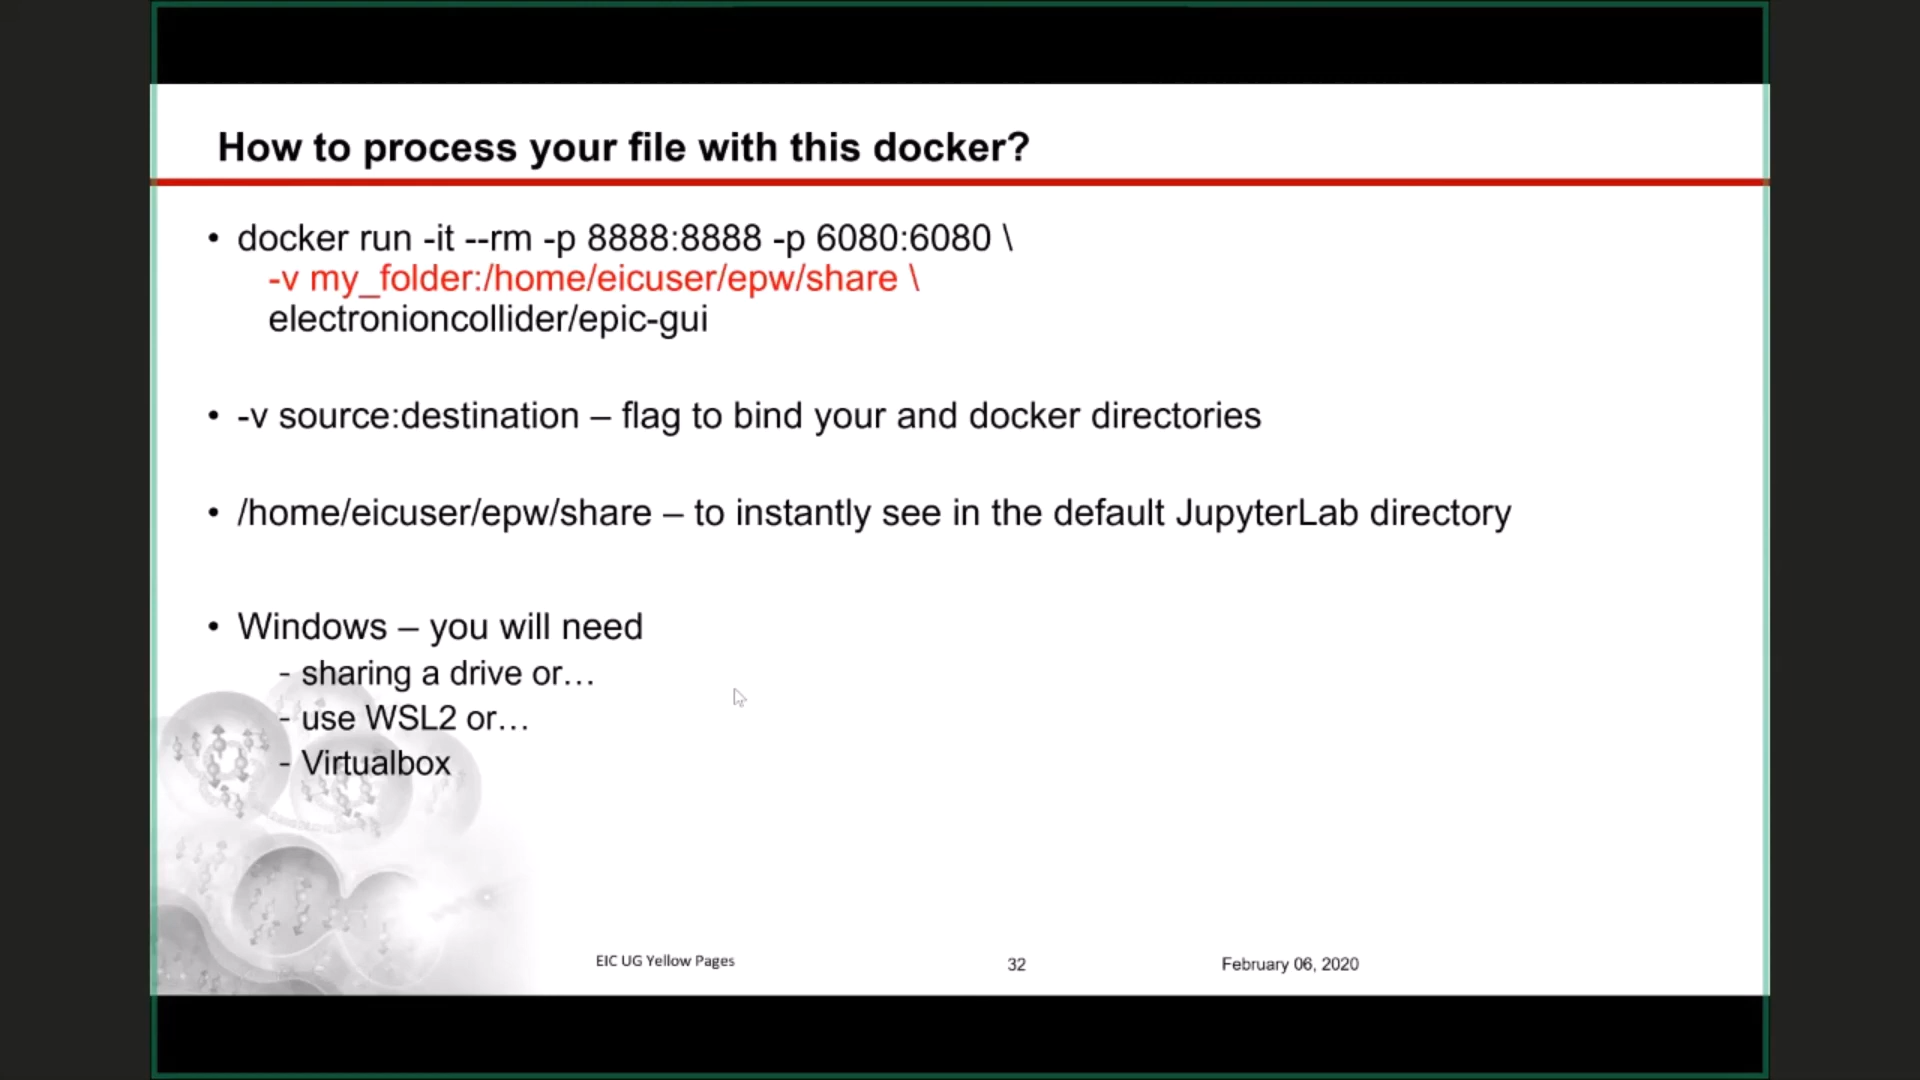 How to process your file with this docker?
• docker run -it --rm -p 8888:8888 -p 6080:6080 \
-v my_folder:/home/eicuser/epw/share \
electronioncollider/epic-gui
• -v source:destination – flag to bind your and docker directories
• /home/eicuser/epw/share – to instantly see in the default JupyterLab directory
• Windows – you will need
- sharing a drive or…
- use WSL2 or…
- Virtualbox
EIC UG Yellow Pages 32 February 06, 2020